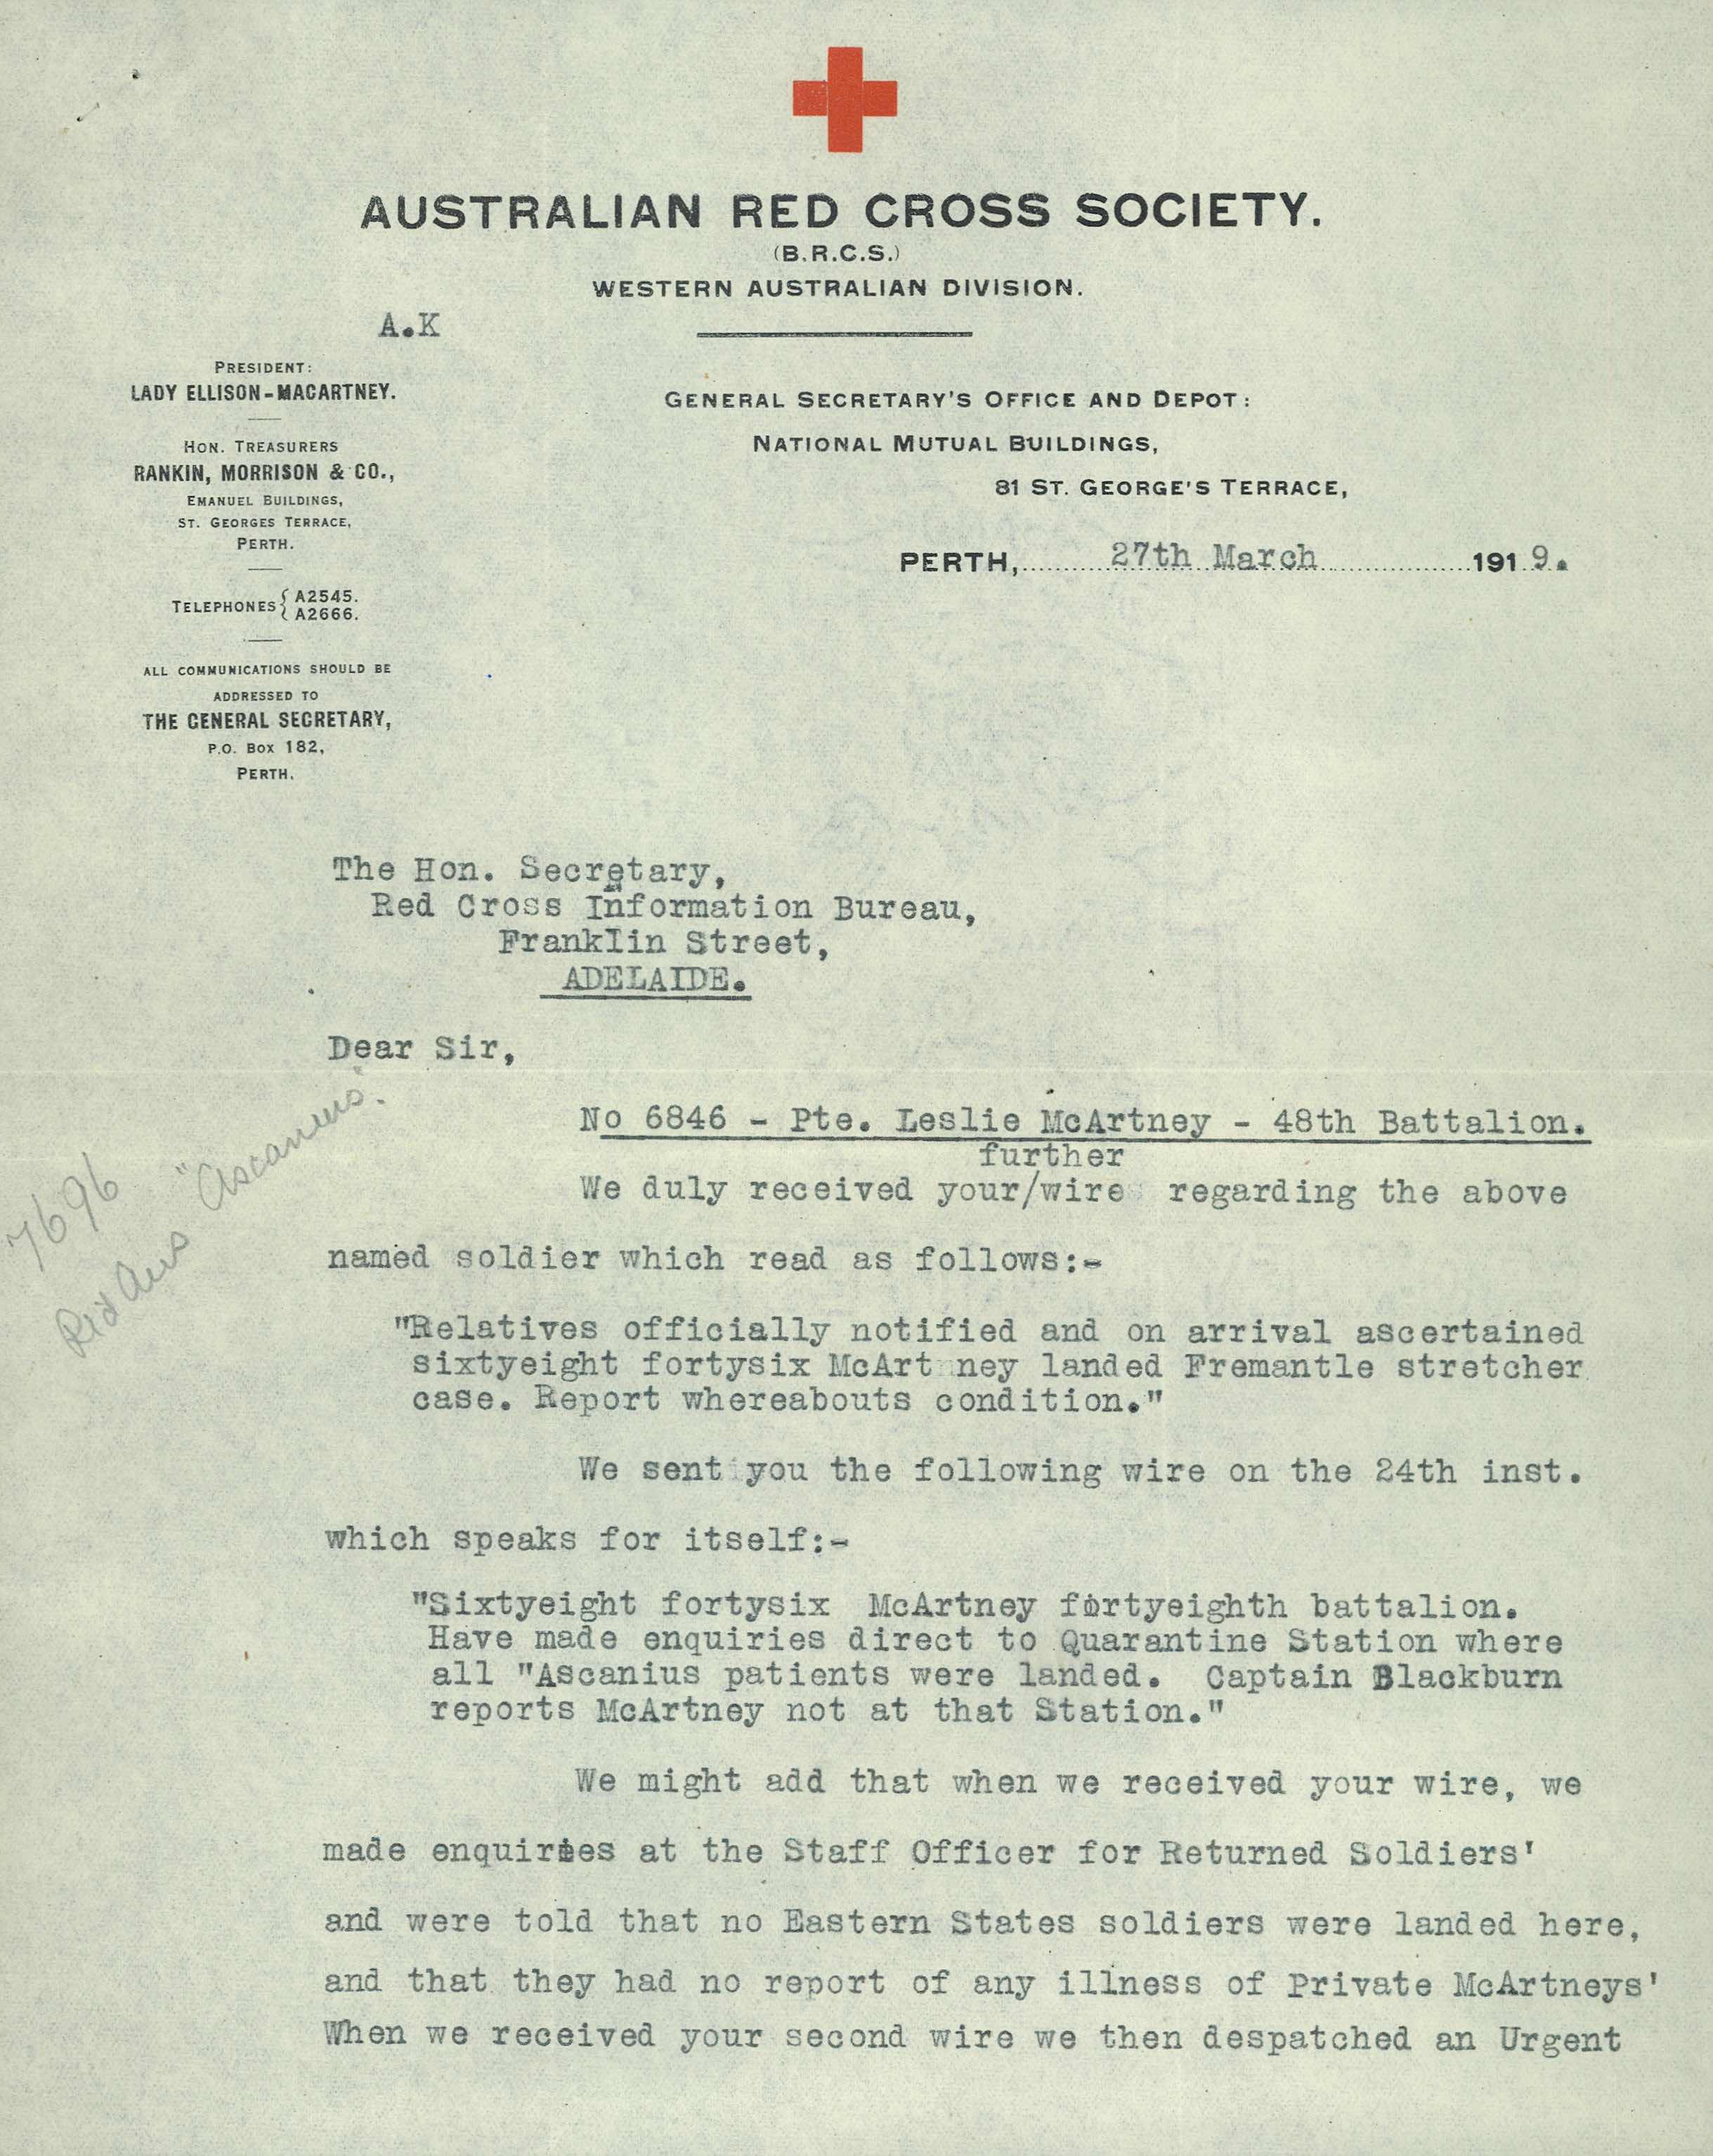 AUSTRALIAN RED CROSS SOCIETY.
(B.R.C.S.)
WESTERN AUSTRALIAN DIVISION.
A.K
PRESIDENT:
LADY ELLISON-MACARTNEY.
HON. TREASURERS
RANKIN, MORRISON & CO.,
EMANUEL BUILDINGS,
ST. GEORGES TERRACE,
PERTH.
TELEPHONES { A2545.
A2666.
ALL COMMUNICATIONS SHOULD BE
ADDRESSED TO
THE GENERAL SECRETARY,
P.O. BOX 182,
PERTH.
GENERAL SECRETARY'S OFFICE AND DEPOT:
NATIONAL MUTUAL BUILDINGS,
81 ST. GEORGE'S TERRACE,
PERTH, 27th March 1919.
The Hon. Secretary,
Red Cross Information Bureau,
Franklin Street,
ADELAIDE.
Dear Sir,
No 6846 - Pte. Leslie McArtney - 48th Battalion.
further
We duly received your/wire regarding the above
named soldier which read as follows:-
"Relatives officially notified and on arrival ascertained
sixtyeight fortysix McArt ney landed Fremantle stretcher
case. Report whereabouts condition."
We sent you the following wire on the 24th inst.
which speaks for itself:-
"Sixtyeight fortysix McArtney fortyeighth battalion.
Have made enquiries direct to Quarantine Station where
all "Ascanius patients were landed. Captain Blackburn
reports McArtney not at that Station."
We might add that when we received your wire, we
made enquiries at the Staff Officer for Returned Soldiers'
and were told that no Eastern States soldiers were landed here,
and that they had no report of any illness of Private McArtneys'
When we received your second wire we then despatched an Urgent
7696
Aus "Ascanius."